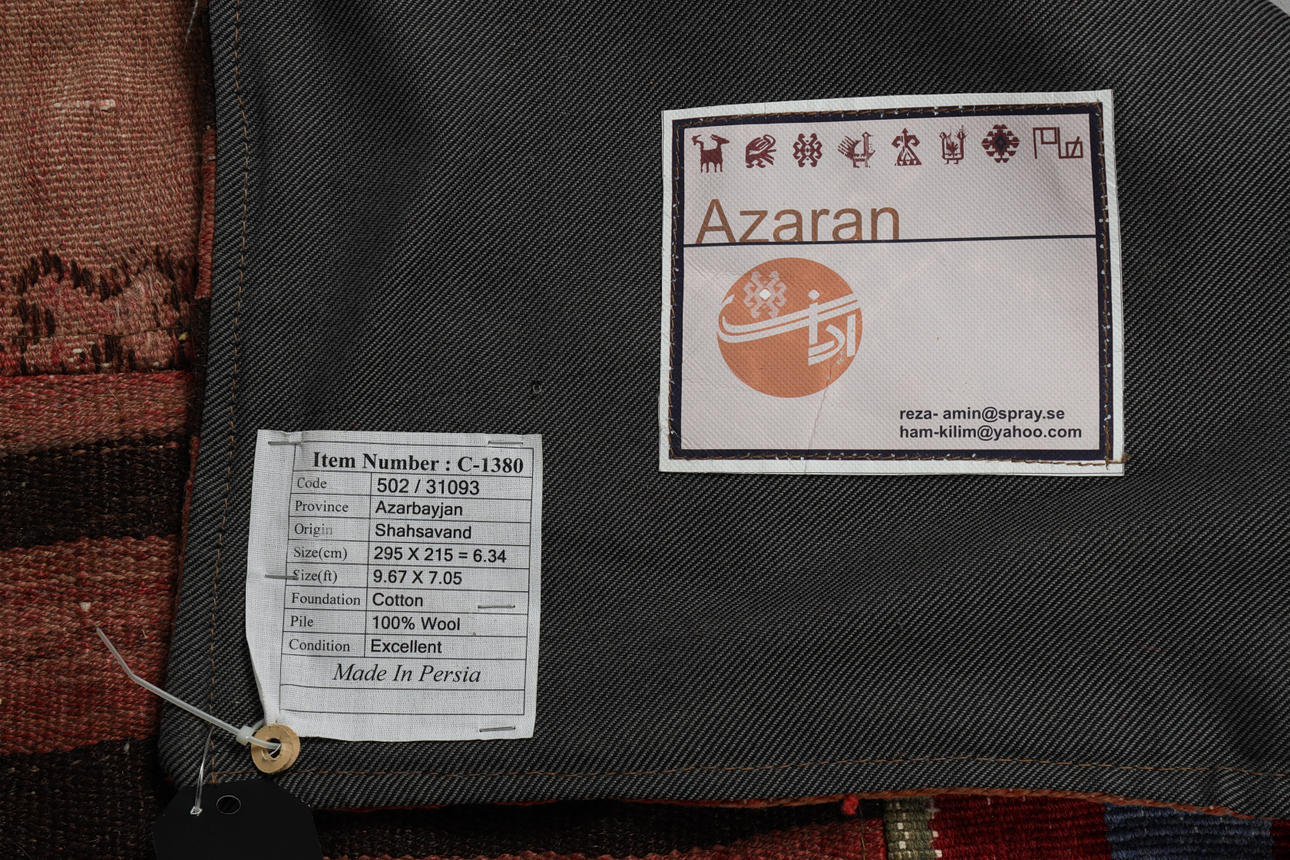 Azaran
reza- amin@spray.se
ham-kilim@yahoo.com
Item Number : C-1380
Code 502 / 31093
Province Azarbayjan
Origin Shahsavand
Size(cm) 295 X 215 = 6.34
Size(ft) 9.67 X 7.05
Foundation Cotton
Pile 100% Wool
Condition Excellent
Made In Persia